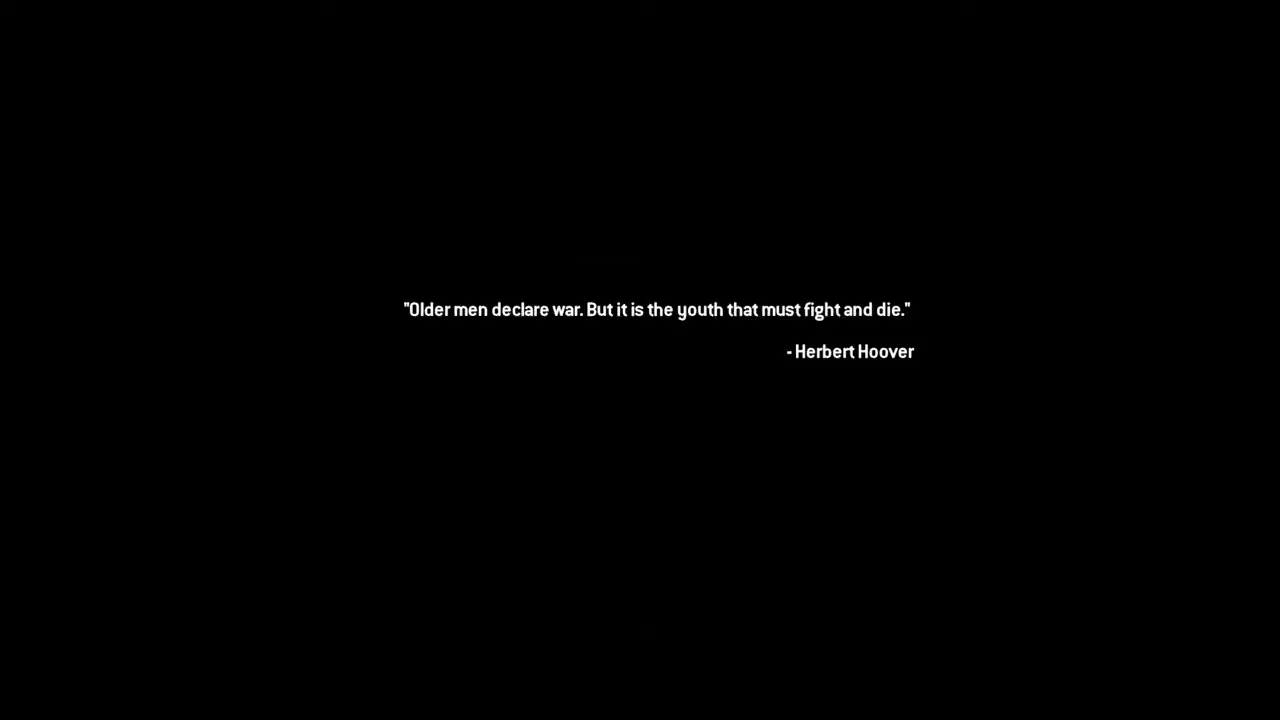 "Older men declare war. But it is the youth that must fight and die."
- Herbert Hoover